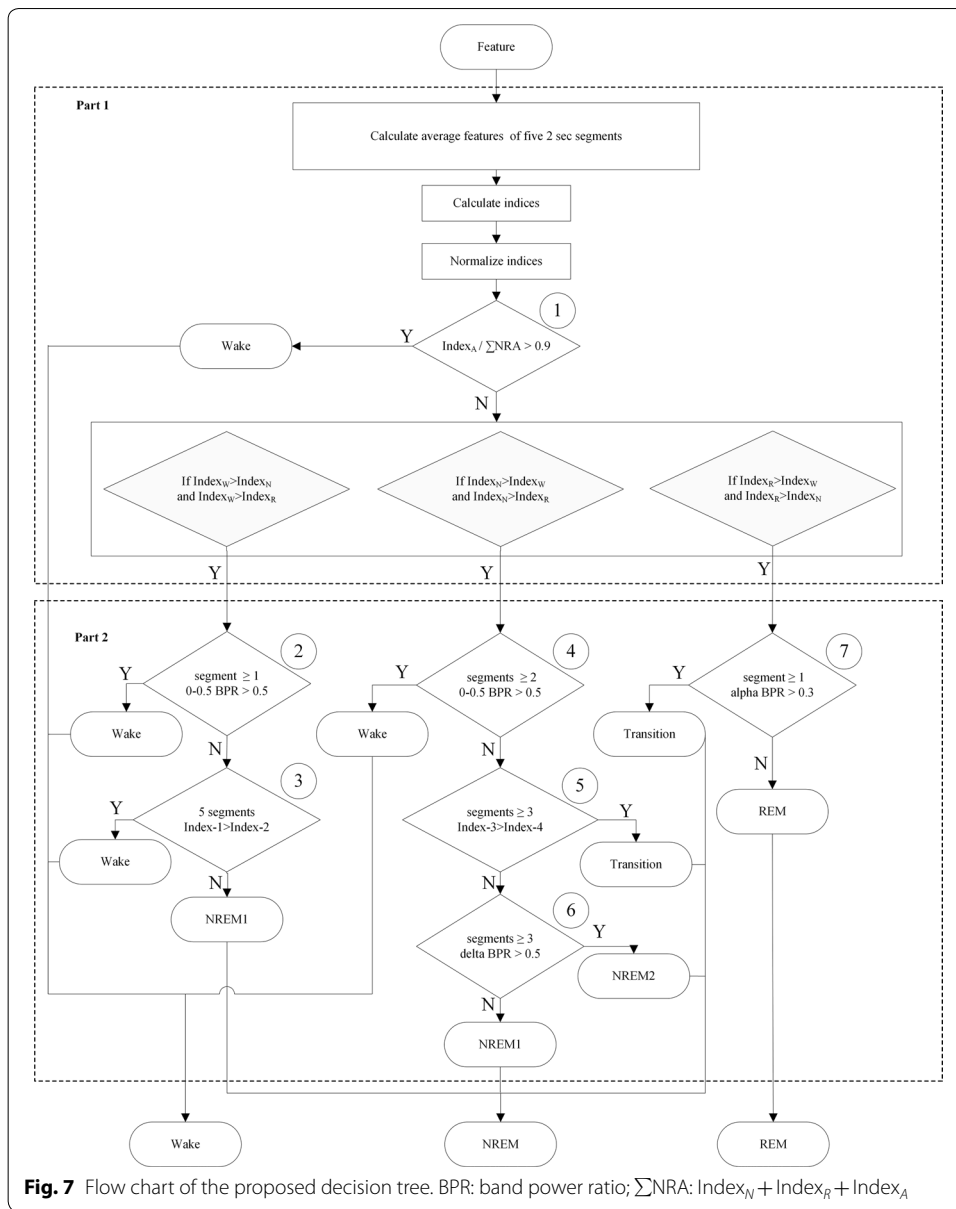 Feature
Part 1
Calculate average features of five 2 sec segments
Calculate indices
Normalize indices
1
Y
Wake
Index_A / ∑NRA > 0.9
N
If Index_W>Index_N
and Index_W>Index_R
If Index_N>Index_W
and Index_N>Index_R
If Index_R>Index_W
and Index_R>Index_N
Y
Y
Y
Part 2
2
Y
segment ≥ 1
0-0.5 BPR > 0.5
Wake
N
3
Y
5 segments
Index-1>Index-2
Wake
N
NREM1
4
Y
segments ≥ 2
0-0.5 BPR > 0.5
Wake
N
5
segments ≥ 3
Index-3>Index-4
Y
Transition
N
6
segments ≥ 3
delta BPR > 0.5
Y
NREM2
N
NREM1
7
Y
segment ≥ 1
alpha BPR > 0.3
Transition
N
REM
Wake
NREM
REM
Fig. 7 Flow chart of the proposed decision tree. BPR: band power ratio; ∑NRA: Index_N + Index_R + Index_A